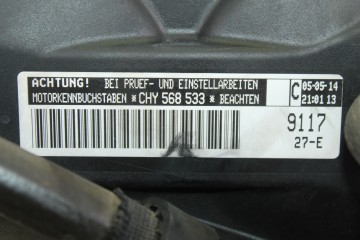 ACHTUNG! BEI PRUEF- UND EINSTELLARBEITEN
MOTORKENNBUCHSTABEN * CHY 568 533 * BEACHTEN
C 05-05-14
21:01 13
9117
27-E